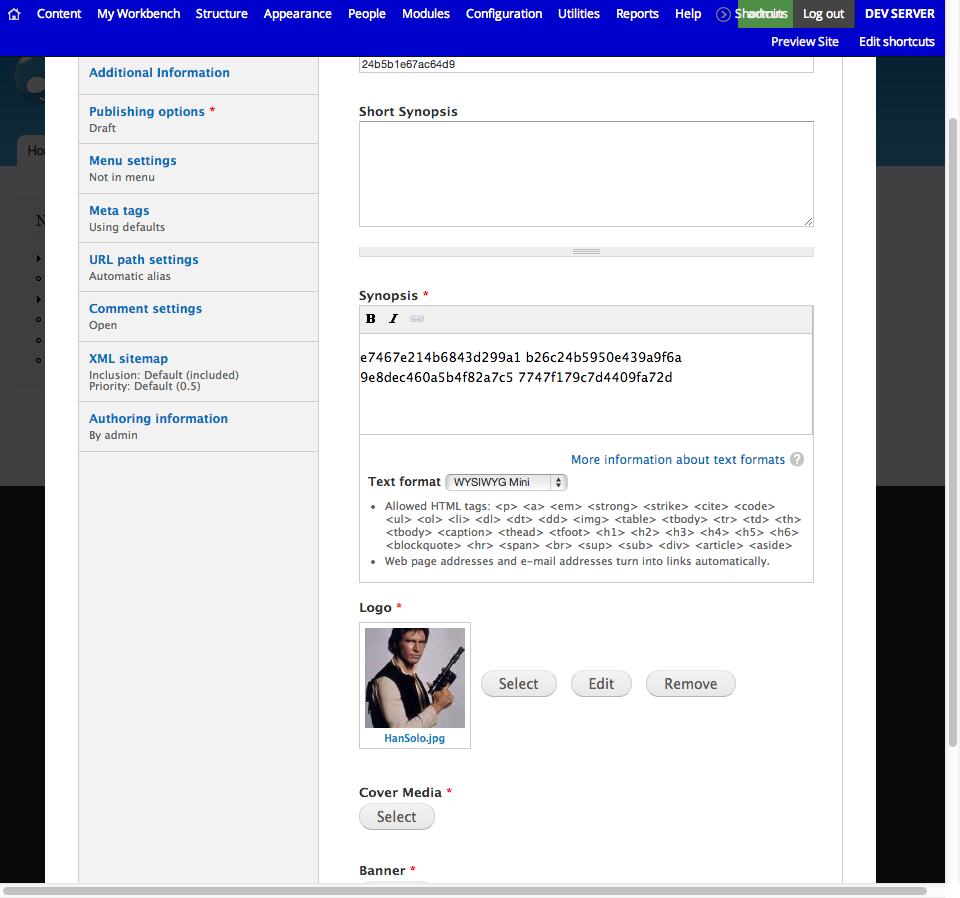 Content My Workbench Structure Appearance People Modules Configuration Utilities Reports Help Shortcuts admin Log out DEV SERVER
Preview Site Edit shortcuts
Additional Information
Publishing options *
Draft
Menu settings
Not in menu
Meta tags
Using defaults
URL path settings
Automatic alias
Comment settings
Open
XML sitemap
Inclusion: Default (included)
Priority: Default (0.5)
Authoring information
By admin
24b5b1e67ac64d9
Short Synopsis
Synopsis *
B I
e7467e214b6843d299a1 b26c24b5950e439a9f6a
9e8dec460a5b4f82a7c5 7747f179c7d4409fa72d
More information about text formats ?
Text format WYSIWYG Mini
• Allowed HTML tags: <p> <a> <em> <strong> <strike> <cite> <code>
<ul> <ol> <li> <dl> <dt> <dd> <img> <table> <tbody> <tr> <td> <th>
<tbody> <caption> <thead> <tfoot> <h1> <h2> <h3> <h4> <h5> <h6>
<blockquote> <hr> <span> <br> <sup> <sub> <div> <article> <aside>
• Web page addresses and e-mail addresses turn into links automatically.
Logo *
Select Edit Remove
HanSolo.jpg
Cover Media *
Select
Banner *